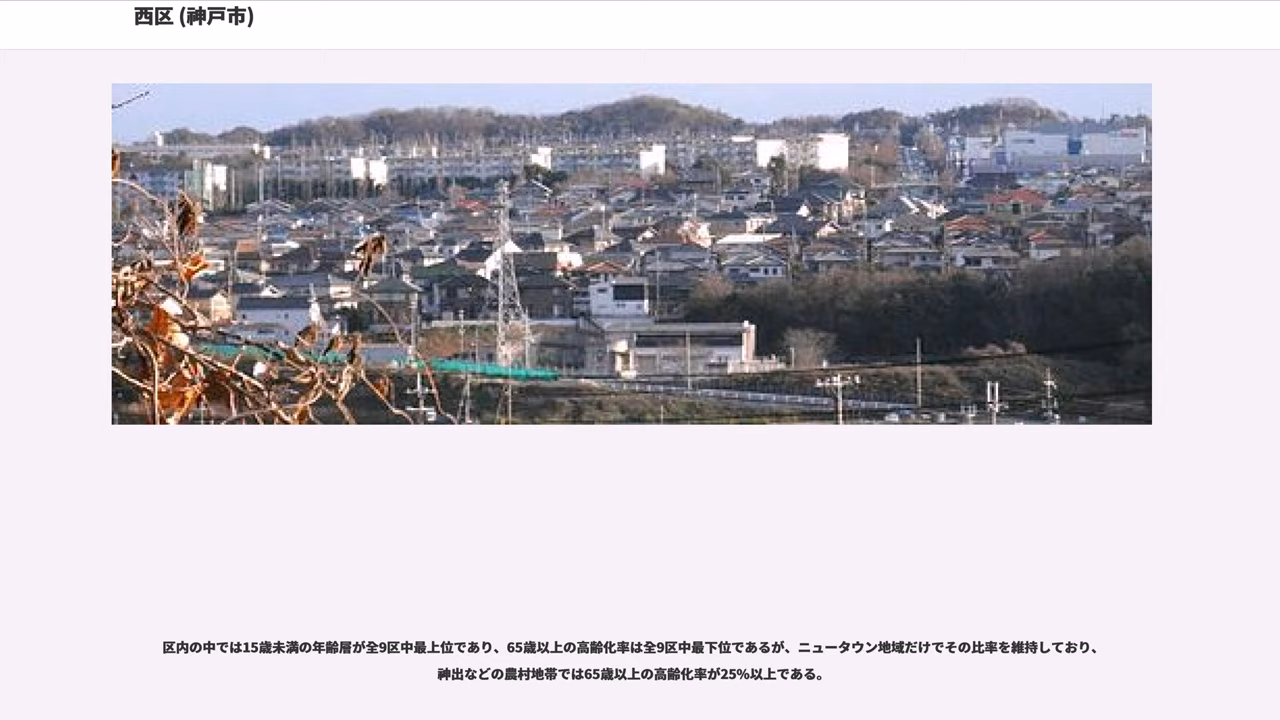 西区 (神戸市)
区内の中では15歳未満の年齢層が全9区中最上位であり、65歳以上の高齢化率は全9区中最下位であるが、ニュータウン地域だけでその比率を維持しており、
神出などの農村地帯では65歳以上の高齢化率が25%以上である。